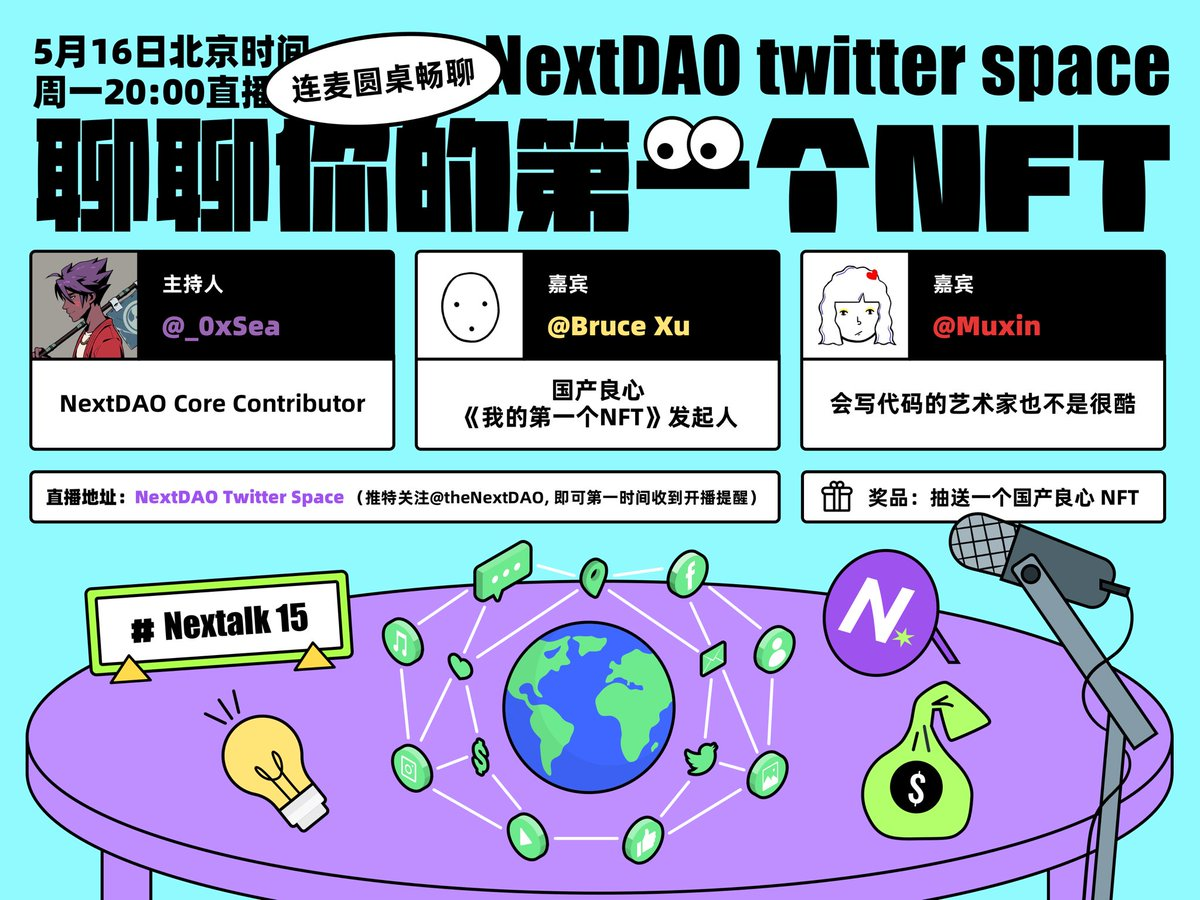 5月16日北京时间
周一20:00直播
连麦圆桌畅聊
NextDAO twitter space
聊聊你的第一个NFT
主持人
@_0xSea
NextDAO Core Contributor
嘉宾
@Bruce Xu
国产良心
《我的第一个NFT》发起人
嘉宾
@Muxin
会写代码的艺术家也不是很酷
直播地址：NextDAO Twitter Space（推特关注@theNextDAO, 即可第一时间收到开播提醒）
奖品：抽送一个国产良心 NFT
# Nextalk 15
N
$